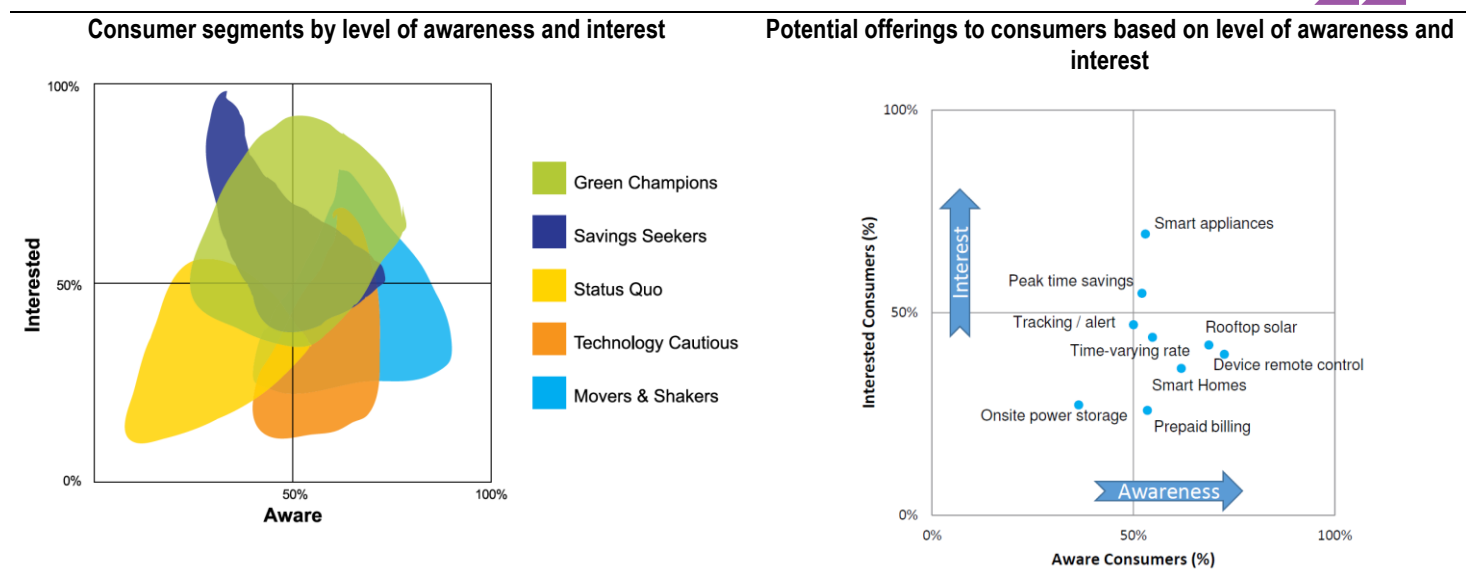 Consumer segments by level of awareness and interest
Potential offerings to consumers based on level of awareness and
interest
100%
Interested
50%
0%
50%
100%
Aware
Green Champions
Savings Seekers
Status Quo
Technology Cautious
Movers & Shakers
100%
Interested Consumers (%)
Interest
Smart appliances
Peak time savings
50%
Tracking / alert
Rooftop solar
Time-varying rate
Device remote control
Smart Homes
Onsite power storage
Prepaid billing
Awareness
0%
0%
50%
100%
Aware Consumers (%)